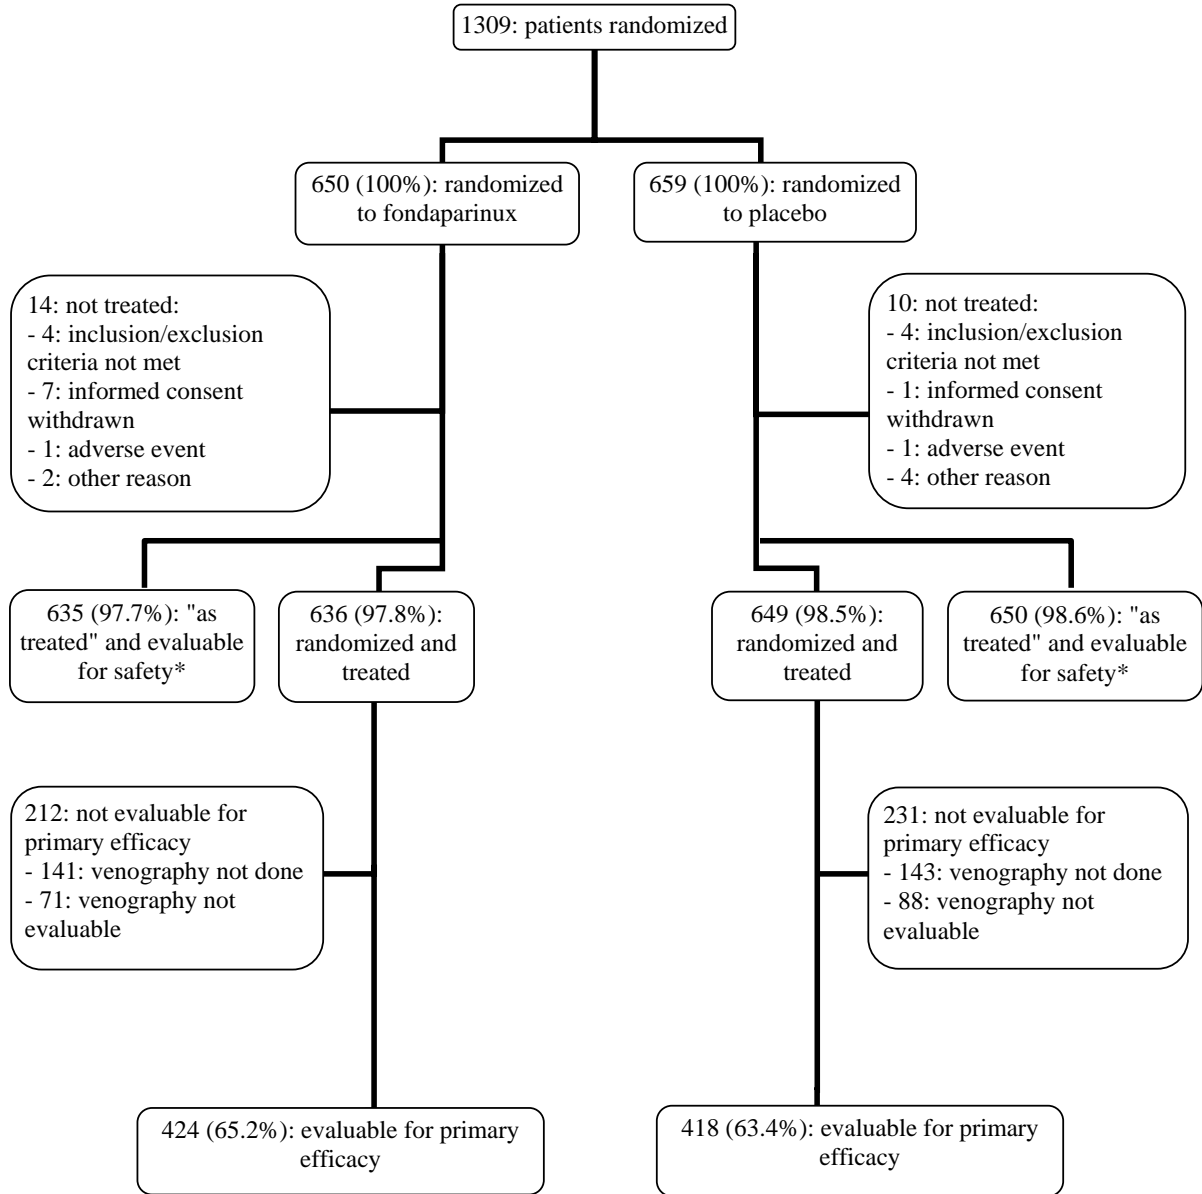 1309: patients randomized
650 (100%): randomized
to fondaparinux
659 (100%): randomized
to placebo
14: not treated:
- 4: inclusion/exclusion
criteria not met
- 7: informed consent
withdrawn
- 1: adverse event
- 2: other reason
10: not treated:
- 4: inclusion/exclusion
criteria not met
- 1: informed consent
withdrawn
- 1: adverse event
- 4: other reason
635 (97.7%): "as
treated" and evaluable
for safety*
636 (97.8%):
randomized and
treated
649 (98.5%):
randomized and
treated
650 (98.6%): "as
treated" and evaluable
for safety*
212: not evaluable for
primary efficacy
- 141: venography not done
- 71: venography not
evaluable
231: not evaluable for
primary efficacy
- 143: venography not done
- 88: venography not
evaluable
424 (65.2%): evaluable for primary
efficacy
418 (63.4%): evaluable for primary
efficacy